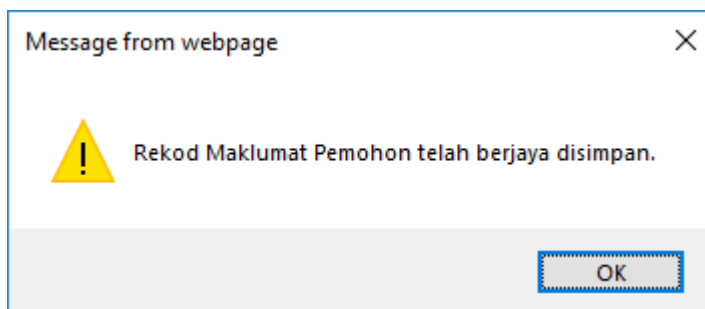 Message from webpage
Rekod Maklumat Pemohon telah berjaya disimpan.
OK